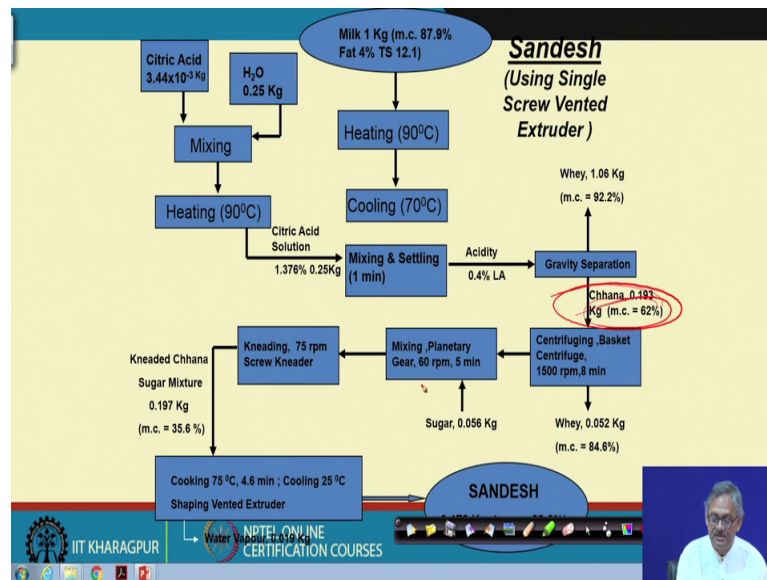 Sandesh
(Using Single
Screw Vented
Extruder )
Milk 1 Kg (m.c. 87.9%
Fat 4% TS 12.1)
Citric Acid
3.44x10-3 Kg
H2O
0.25 Kg
Mixing
Heating (90⁰C)
Heating (90⁰C)
Cooling (70⁰C)
Citric Acid
Solution
1.376% 0.25Kg
Mixing & Settling
(1 min)
Acidity
0.4% LA
Gravity Separation
Whey, 1.06 Kg
(m.c. = 92.2%)
Chhana, 0.193
Kg (m.c. = 62%)
Centrifuging ,Basket
Centrifuge,
1500 rpm,8 min
Whey, 0.052 Kg
(m.c. = 84.6%)
Mixing ,Planetary
Gear, 60 rpm, 5 min
Sugar, 0.056 Kg
Kneading, 75 rpm
Screw Kneader
Kneaded Chhana
Sugar Mixture
0.197 Kg
(m.c. = 35.6 %)
Cooking 75 ⁰C, 4.6 min ; Cooling 25 ⁰C
Shaping Vented Extruder
Water Vapour, 0.019 Kg
SANDESH
IIT KHARAGPUR
NPTEL ONLINE
CERTIFICATION COURSES